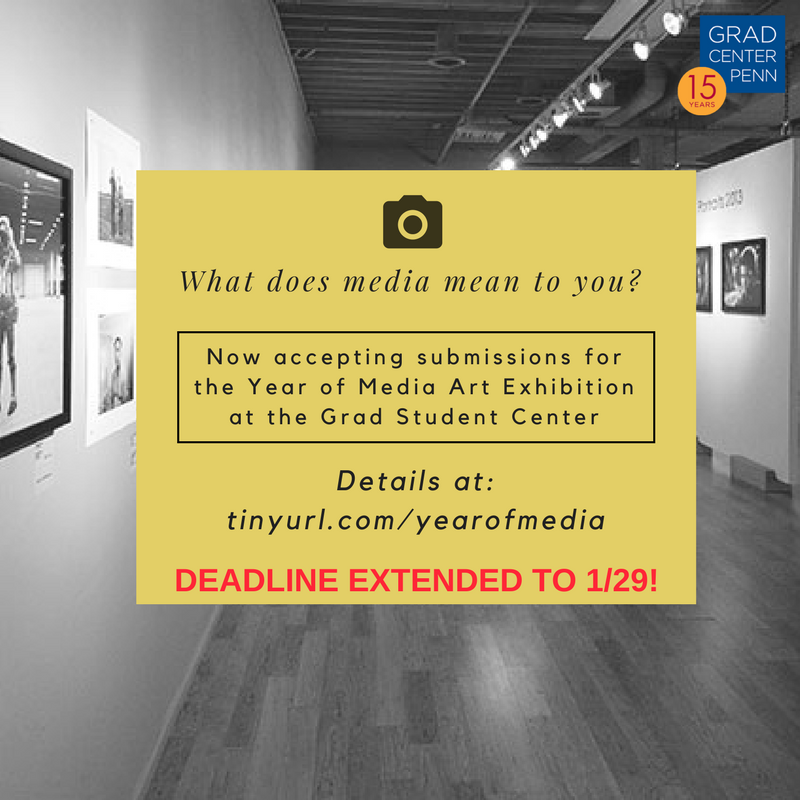 GRAD
CENTER
PENN
15
YEARS
What does media mean to you?
Now accepting submissions for
the Year of Media Art Exhibition
at the Grad Student Center
Details at:
tinyurl.com/yearofmedia
DEADLINE EXTENDED TO 1/29!